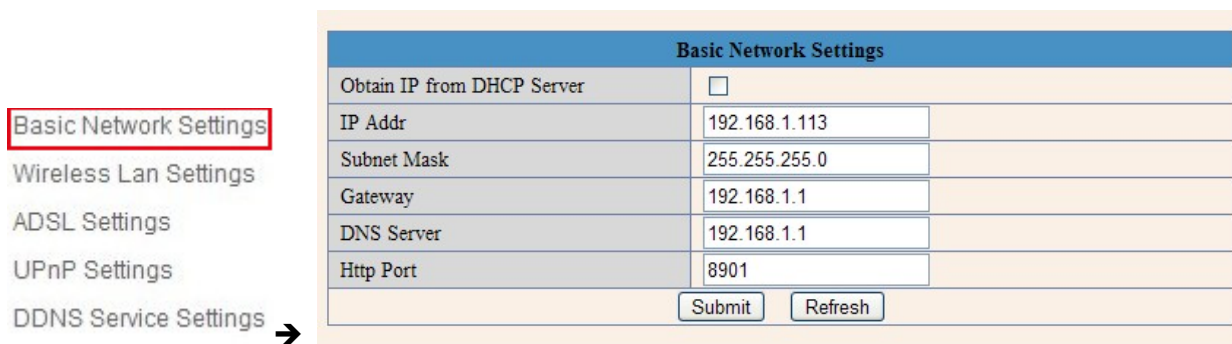 Basic Network Settings
Wireless Lan Settings
ADSL Settings
UPnP Settings
DDNS Service Settings
➔
Basic Network Settings
Obtain IP from DHCP Server
IP Addr 192.168.1.113
Subnet Mask 255.255.255.0
Gateway 192.168.1.1
DNS Server 192.168.1.1
Http Port 8901
Submit Refresh